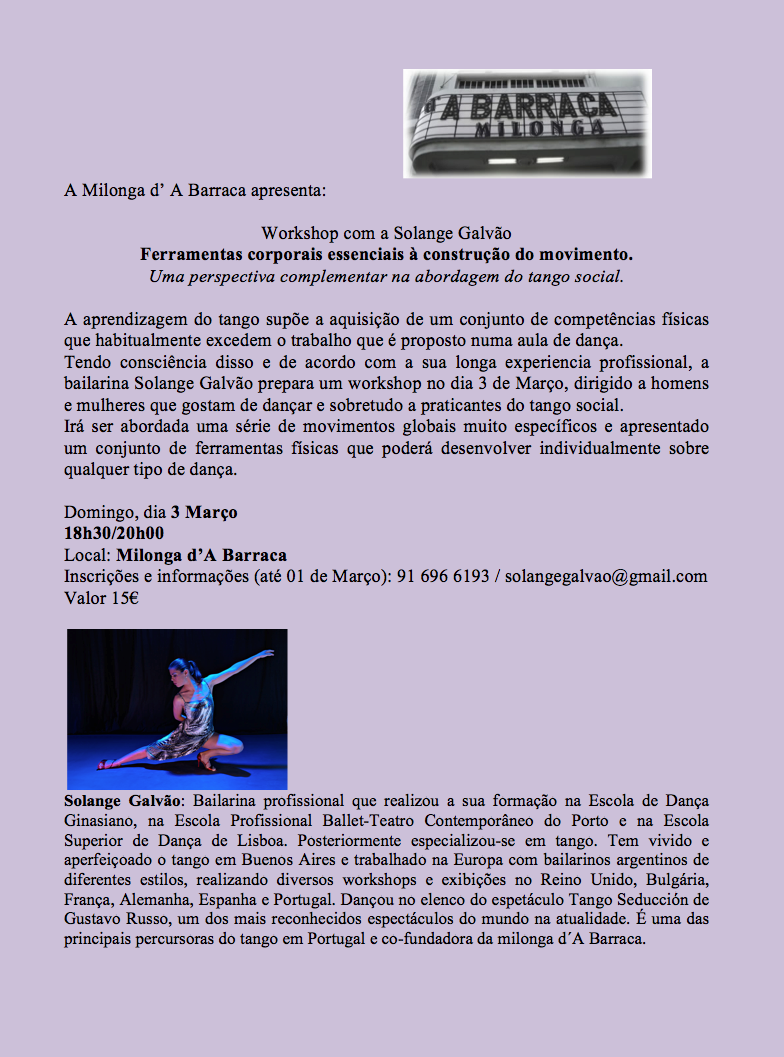 d'A BARRACA
MILONGA
A Milonga d’ A Barraca apresenta:
Workshop com a Solange Galvão
Ferramentas corporais essenciais à construção do movimento.
Uma perspectiva complementar na abordagem do tango social.
A aprendizagem do tango supõe a aquisição de um conjunto de competências físicas
que habitualmente excedem o trabalho que é proposto numa aula de dança.
Tendo consciência disso e de acordo com a sua longa experiencia profissional, a
bailarina Solange Galvão prepara um workshop no dia 3 de Março, dirigido a homens
e mulheres que gostam de dançar e sobretudo a praticantes do tango social.
Irá ser abordada uma série de movimentos globais muito específicos e apresentado
um conjunto de ferramentas físicas que poderá desenvolver individualmente sobre
qualquer tipo de dança.
Domingo, dia 3 Março
18h30/20h00
Local: Milonga d’A Barraca
Inscrições e informações (até 01 de Março): 91 696 6193 / solangegalvao@gmail.com
Valor 15€
Solange Galvão: Bailarina profissional que realizou a sua formação na Escola de Dança
Ginasiano, na Escola Profissional Ballet-Teatro Contemporâneo do Porto e na Escola
Superior de Dança de Lisboa. Posteriormente especializou-se em tango. Tem vivido e
aperfeiçoado o tango em Buenos Aires e trabalhado na Europa com bailarinos argentinos de
diferentes estilos, realizando diversos workshops e exibições no Reino Unido, Bulgária,
França, Alemanha, Espanha e Portugal. Dançou no elenco do espetáculo Tango Seducción de
Gustavo Russo, um dos mais reconhecidos espectáculos do mundo na atualidade. É uma das
principais percursoras do tango em Portugal e co-fundadora da milonga d´A Barraca.